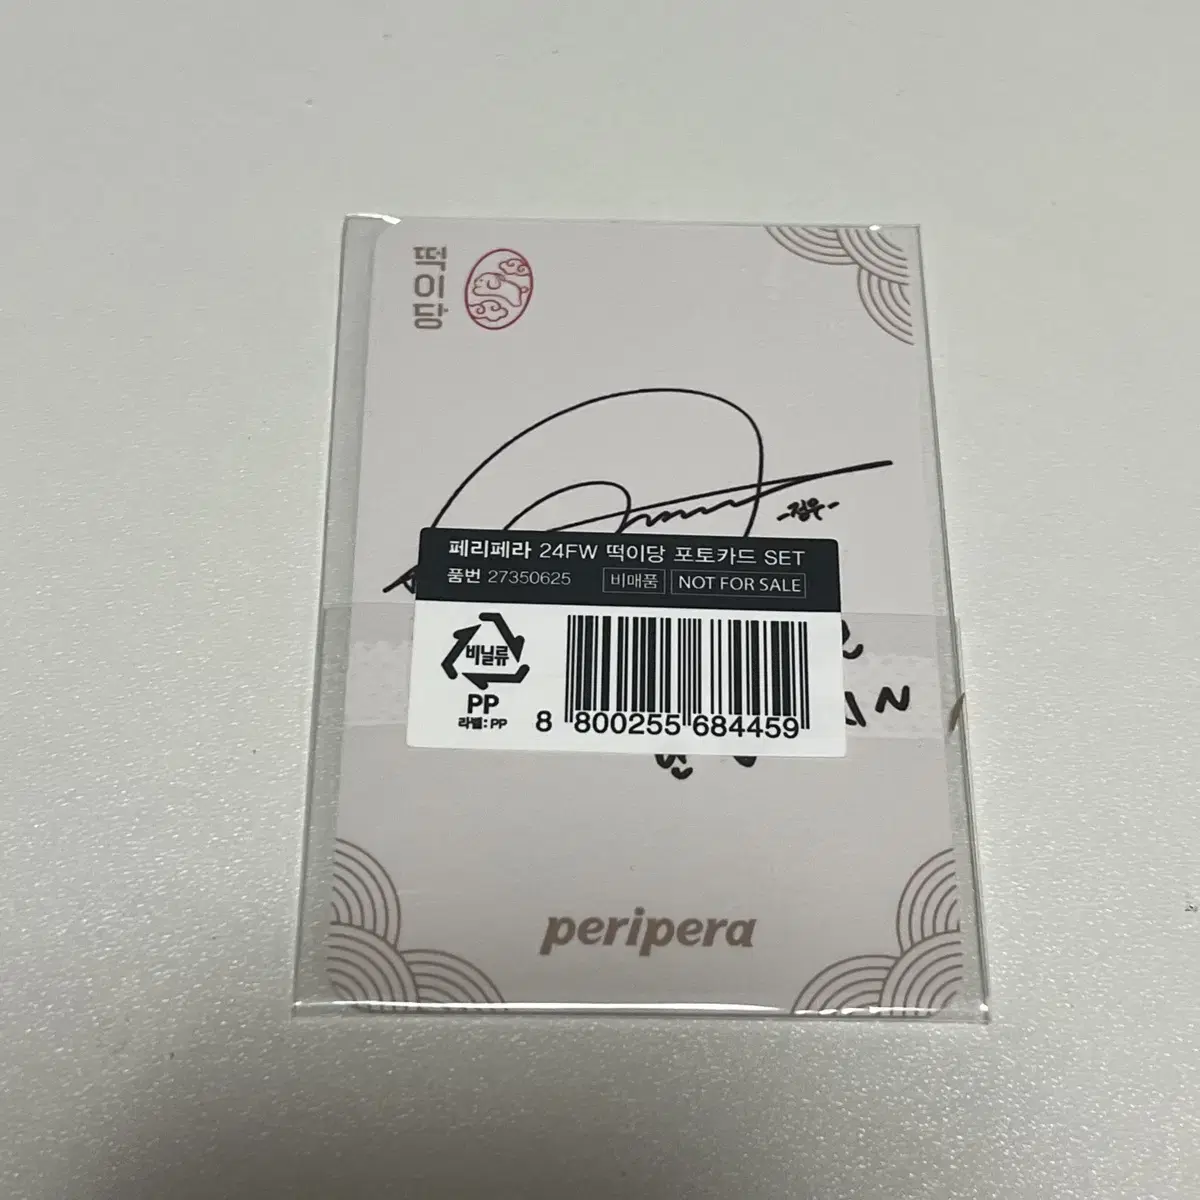 떡이당
-정우-
페리페라 24FW 떡이당 포토카드 SET
품번 27350625 비매품 NOT FOR SALE
비닐류
PP
라벨: PP
8 800255 684459
peripera